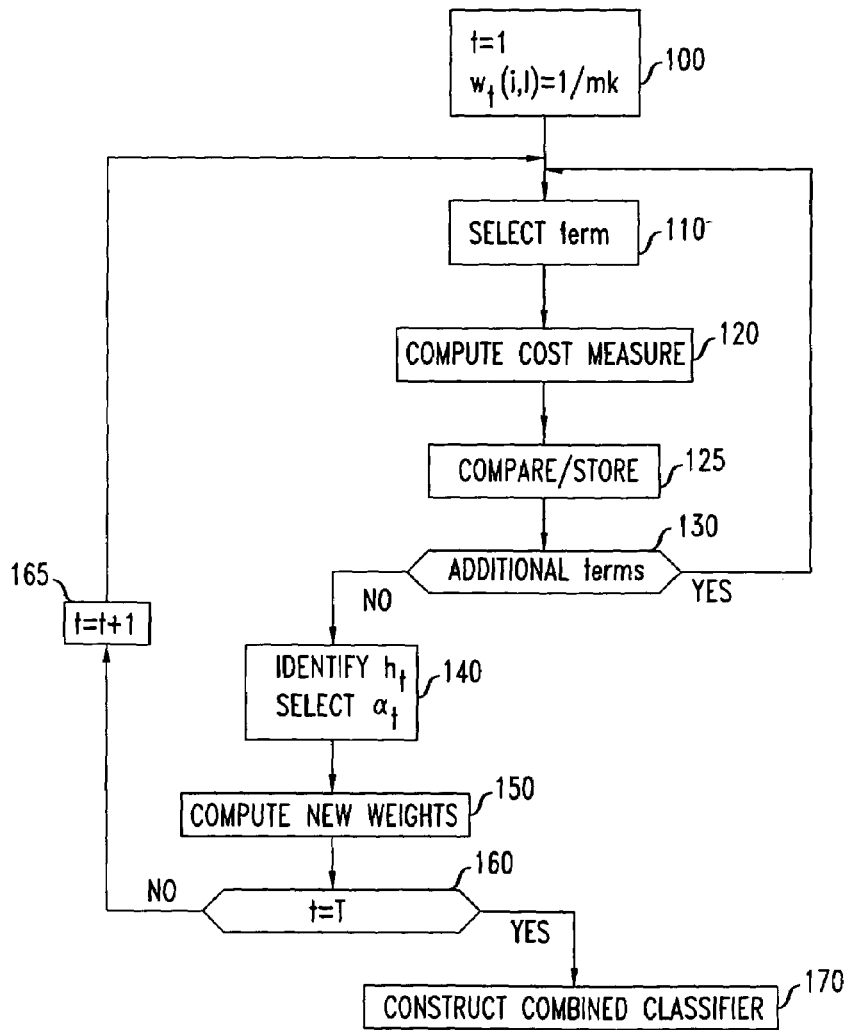 t=1
w_t(i,l)=1/mk
100
SELECT term
110
COMPUTE COST MEASURE
120
COMPARE/STORE
125
130
ADDITIONAL terms
YES
NO
165
t=t+1
IDENTIFY h_t
SELECT α_t
140
COMPUTE NEW WEIGHTS
150
160
t=T
NO
YES
CONSTRUCT COMBINED CLASSIFIER
170